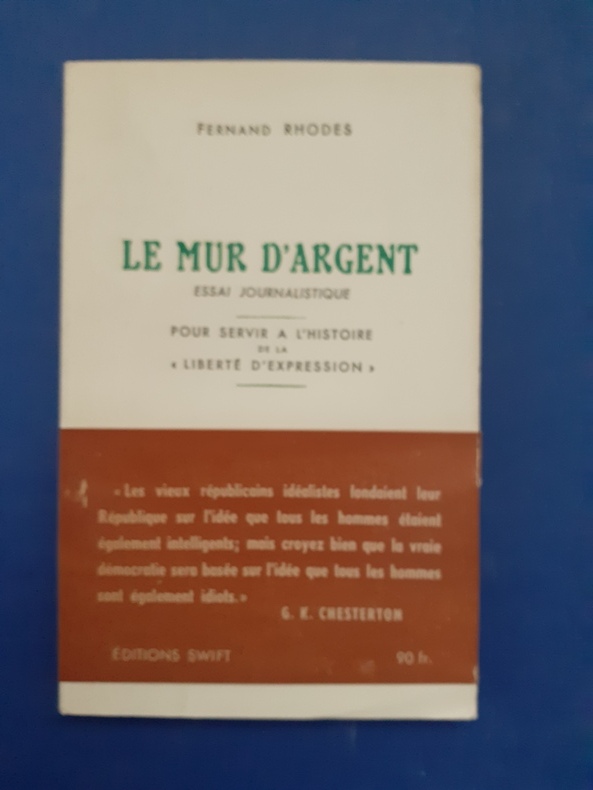 FERNAND RHODES
LE MUR D'ARGENT
ESSAI JOURNALISTIQUE
POUR SERVIR A L'HISTOIRE
DE LA
« LIBERTÉ D'EXPRESSION »
« Les vieux républicains idéalistes fondaient leur
République sur l'idée que tous les hommes étaient
également intelligents; mais croyez bien que la vraie
démocratie sera basée sur l'idée que tous les hommes
sont également idiots. »
G. K. CHESTERTON
ÉDITIONS SWIFT
90 fr.